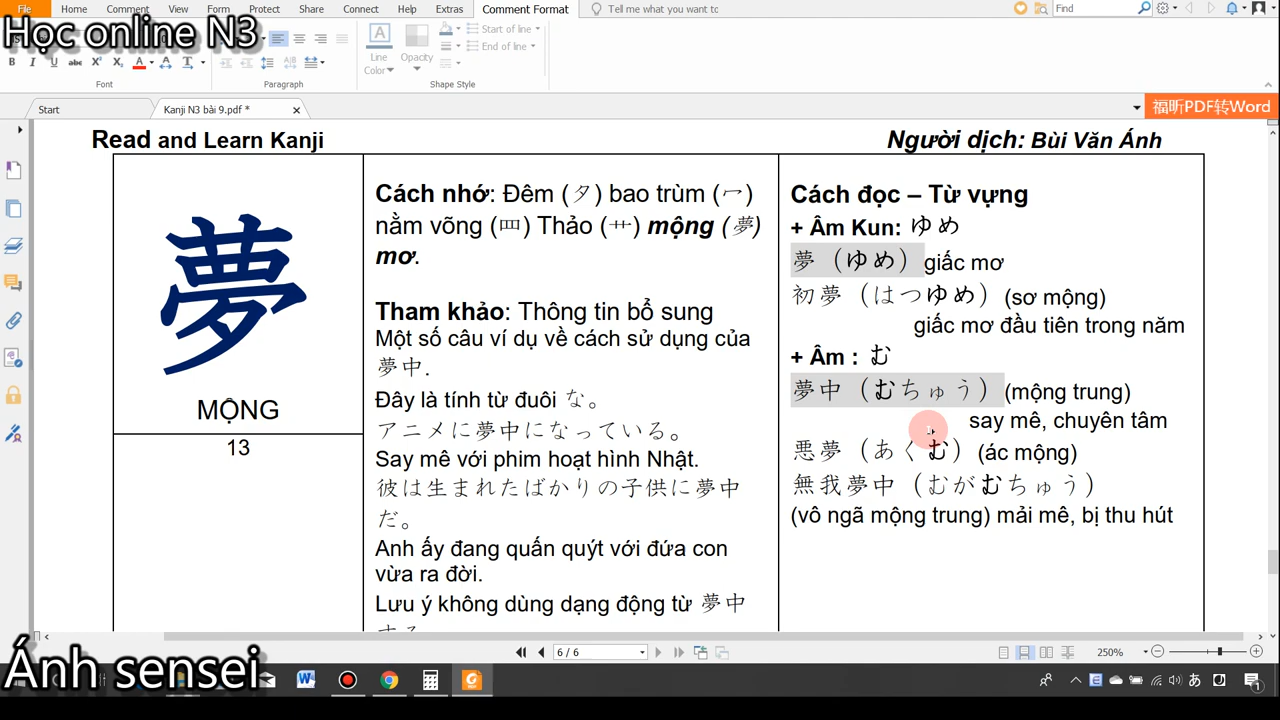 File Home Comment View Form Protect Share Connect Help Extras Comment Format Tell me what you want tc Find
Học online N3
Start of line
End of line
Line Color
Opacity
Font Paragraph Shape Style
Start Kanji N3 bài 9.pdf * 福昕PDF转Word
Read and Learn Kanji
Người dịch: Bùi Văn Ánh
夢
MỘNG
13
Cách nhớ: Đêm (タ) bao trùm (冖)
nằm võng (罒) Thảo (艹) mộng (夢)
mơ.
Tham khảo: Thông tin bổ sung
Một số câu ví dụ về cách sử dụng của
夢中.
Đây là tính từ đuôi な。
アニメに夢中になっている。
Say mê với phim hoạt hình Nhật.
彼は生まれたばかりの子供に夢中
だ。
Anh ấy đang quấn quýt với đứa con
vừa ra đời.
Lưu ý không dùng dạng động từ 夢中
する
Cách đọc – Từ vựng
+ Âm Kun: ゆめ
夢（ゆめ）giấc mơ
初夢（はつゆめ）(sơ mộng)
giấc mơ đầu tiên trong năm
+ Âm : む
夢中（むちゅう）(mộng trung)
say mê, chuyên tâm
悪夢（あくむ）(ác mộng)
無我夢中（むがむちゅう）
(vô ngã mộng trung) mải mê, bị thu hút
6 / 6
250%
Ánh sensei